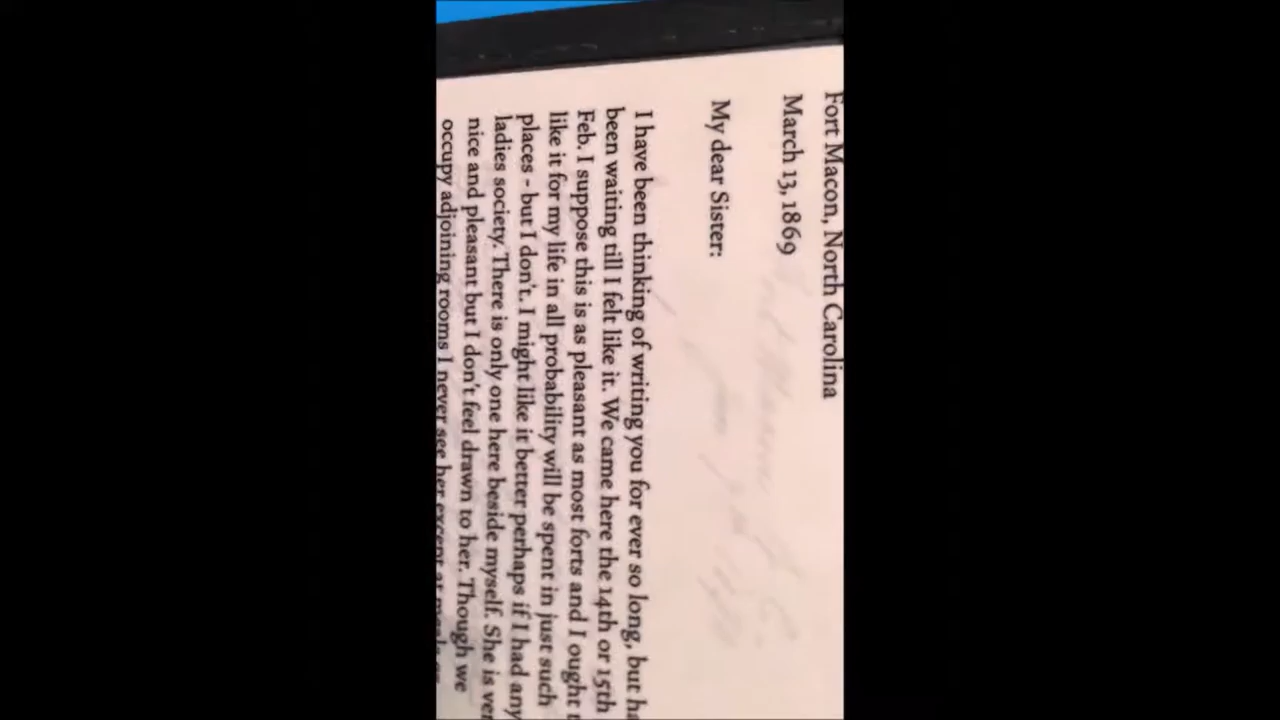 Fort Macon, North Carolina
March 13, 1869
My dear Sister:
I have been thinking of writing you for ever so long, but
been waiting till I felt like it. We came here the 14th or 15th
Feb. I suppose this is as pleasant as most forts and I ought
like it for my life in all probability will be spent in just such
places - but I don't. I might like it better perhaps if I had any
ladies society. There is only one here beside myself. She is
nice and pleasant but I don't feel drawn to her. Though we
occupy adjoining rooms I never see her except at meals